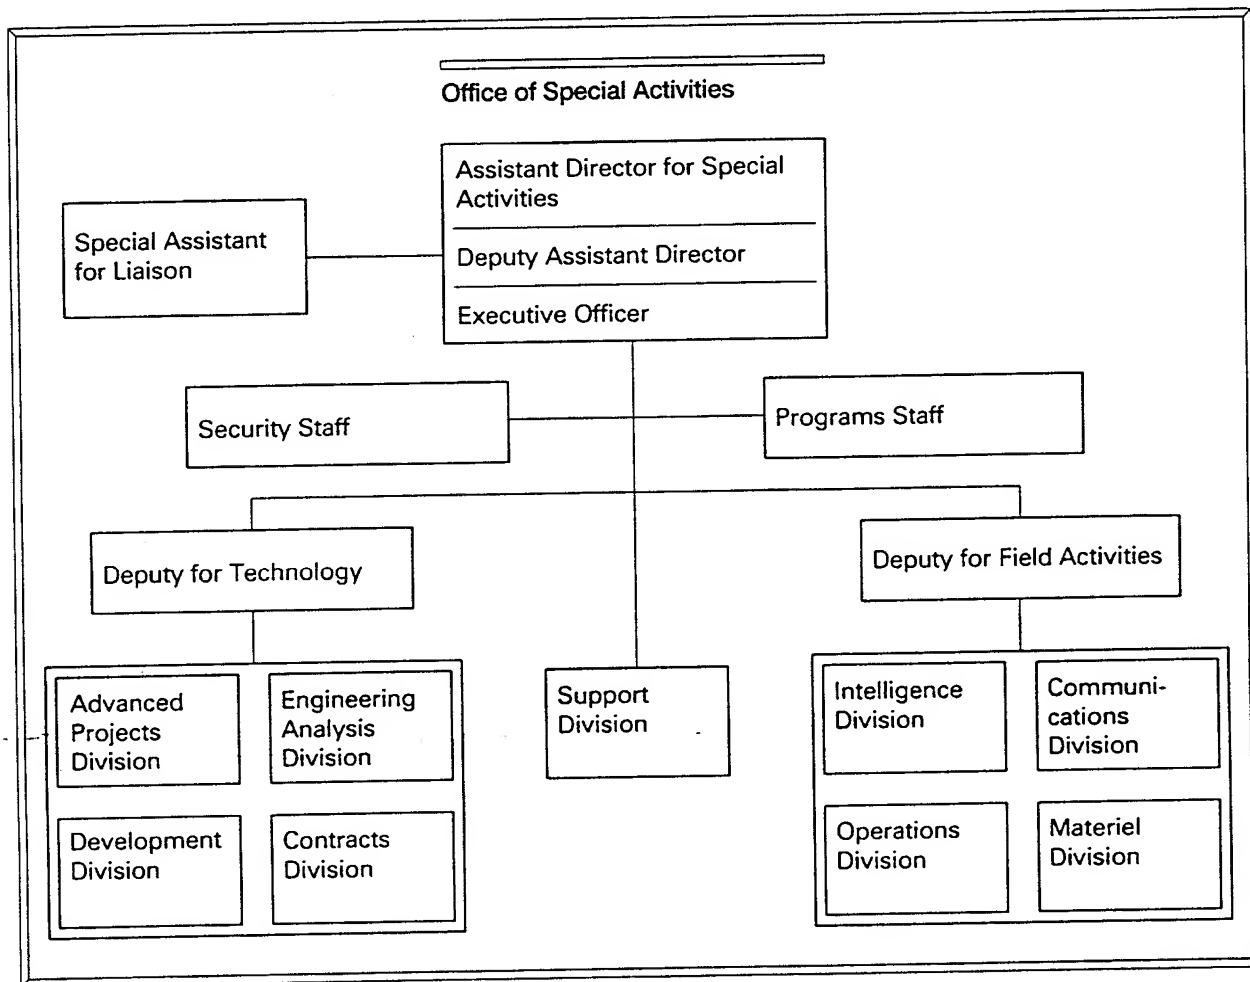 Office of Special Activities
Assistant Director for Special
Activities
Deputy Assistant Director
Executive Officer
Special Assistant
for Liaison
Security Staff
Programs Staff
Deputy for Technology
Deputy for Field Activities
Advanced
Projects
Division
Engineering
Analysis
Division
Development
Division
Contracts
Division
Support
Division
Intelligence
Division
Communi-
cations
Division
Operations
Division
Materiel
Division